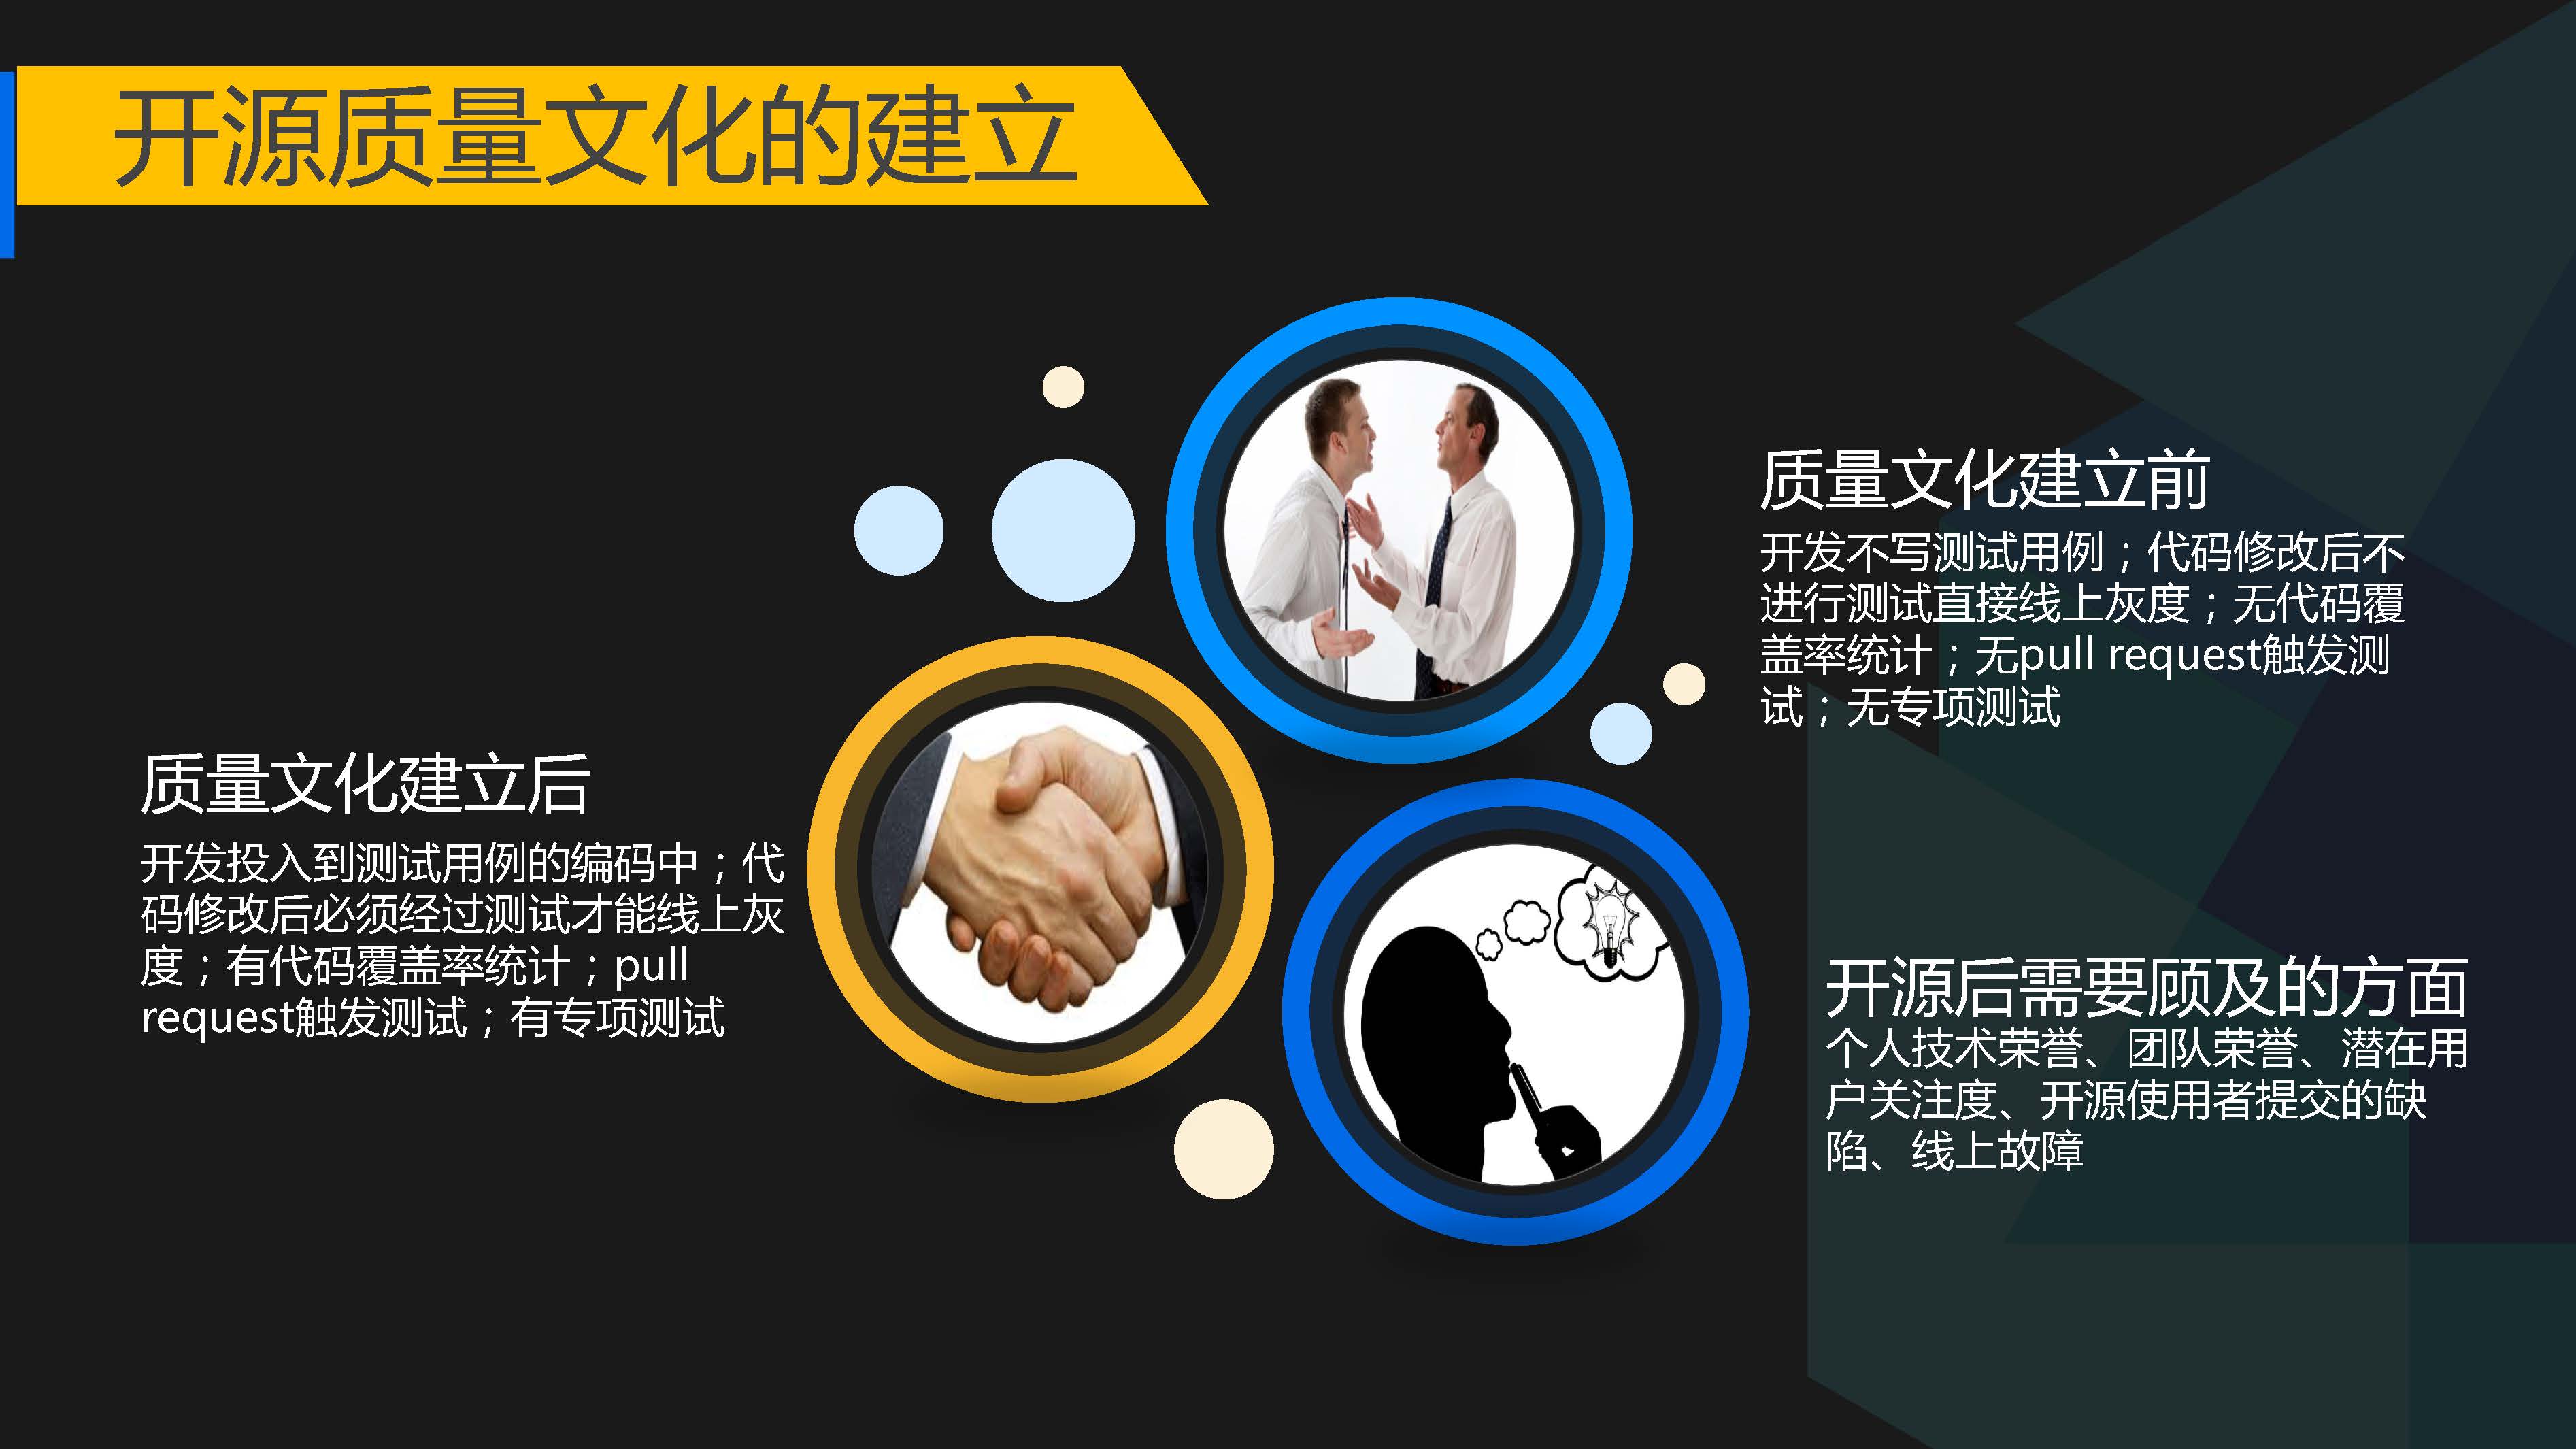 开源质量文化的建立
质量文化建立前
开发不写测试用例；代码修改后不
进行测试直接线上灰度；无代码覆
盖率统计；无pull request触发测
试；无专项测试
质量文化建立后
开发投入到测试用例的编码中；代
码修改后必须经过测试才能线上灰
度；有代码覆盖率统计；pull
request触发测试；有专项测试
开源后需要顾及的方面
个人技术荣誉、团队荣誉、潜在用
户关注度、开源使用者提交的缺
陷、线上故障